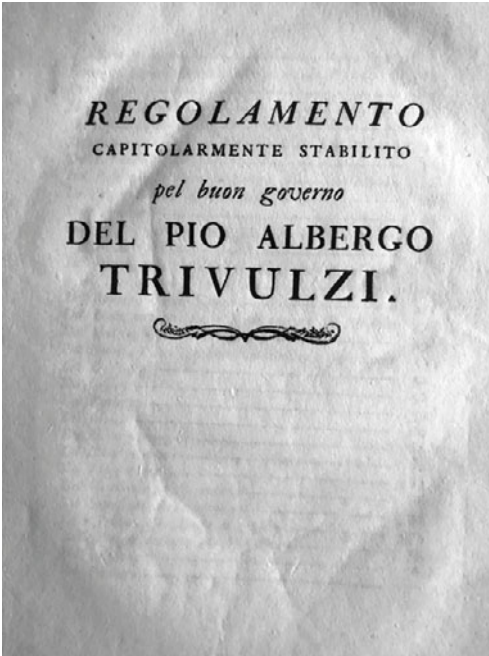 REGOLAMENTO
CAPITOLARMENTE STABILITO
pel buon governo
DEL PIO ALBERGO
TRIVULZI.